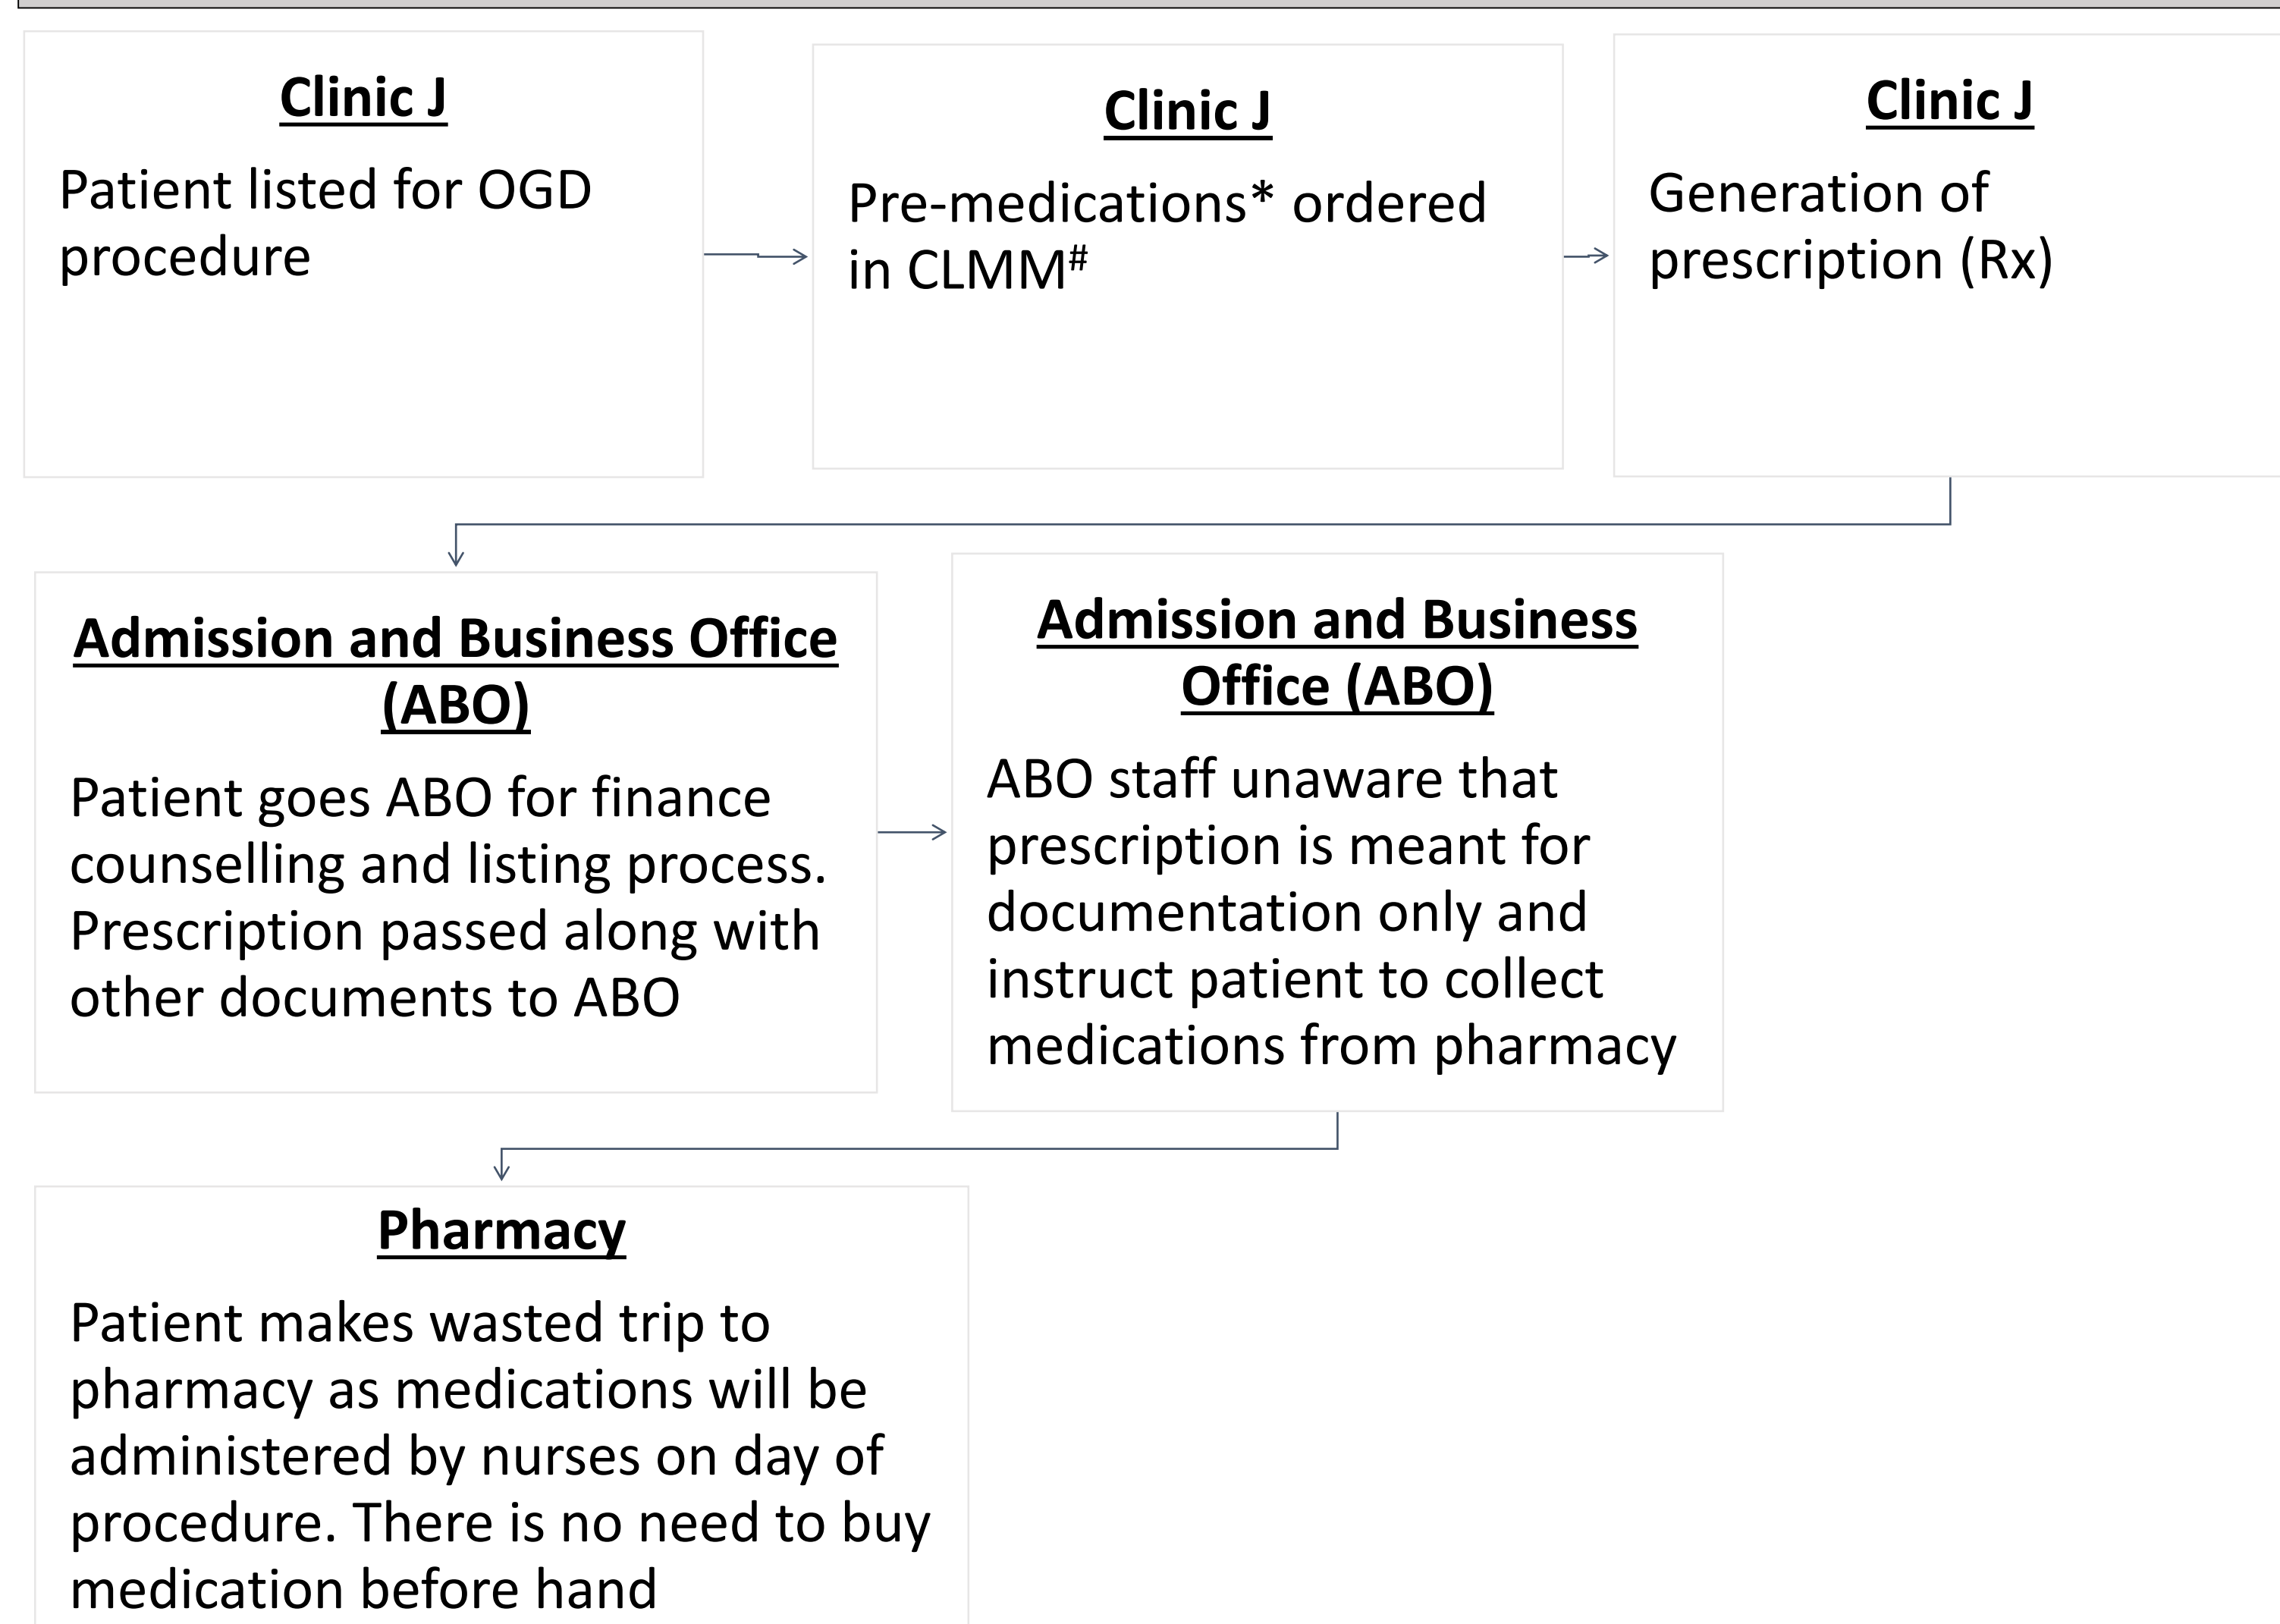 Clinic J
Patient listed for OGD
procedure
Clinic J
Pre-medications* ordered
in CLMM#
Clinic J
Generation of
prescription (Rx)
Admission and Business Office
(ABO)
Patient goes ABO for finance
counselling and listing process.
Prescription passed along with
other documents to ABO
Admission and Business
Office (ABO)
ABO staff unaware that
prescription is meant for
documentation only and
instruct patient to collect
medications from pharmacy
Pharmacy
Patient makes wasted trip to
pharmacy as medications will be
administered by nurses on day of
procedure. There is no need to buy
medication before hand